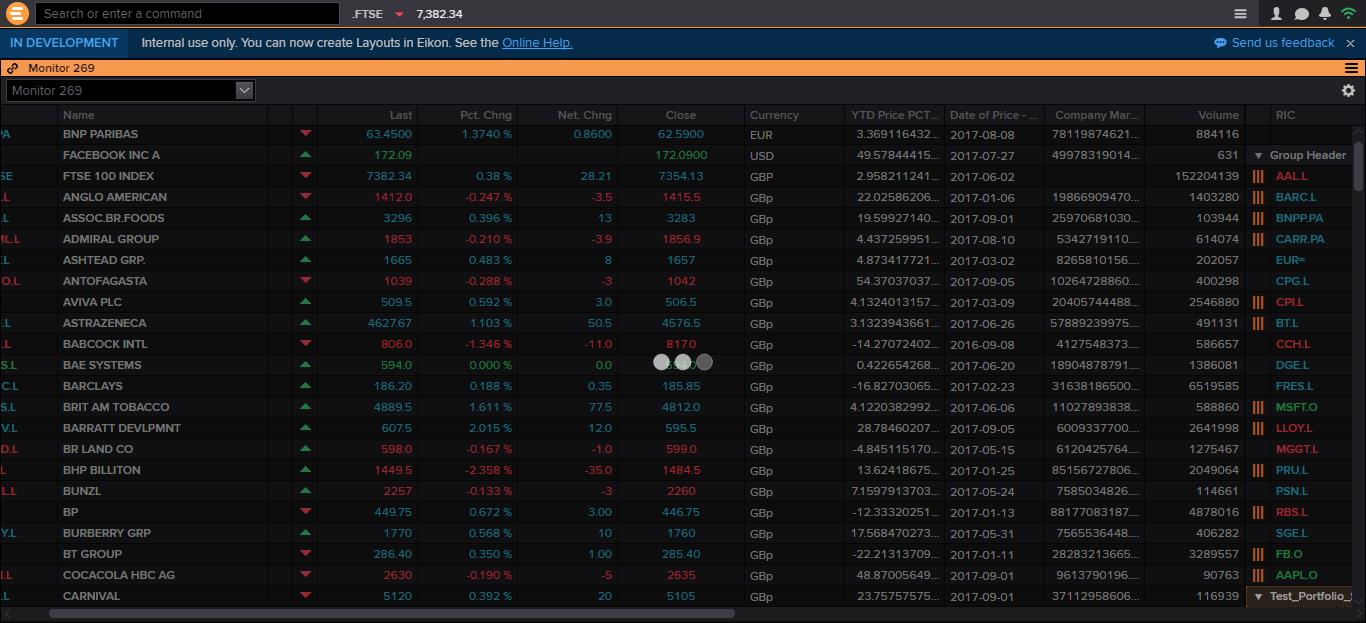 Search or enter a command .FTSE 7,382.34
IN DEVELOPMENT Internal use only. You can now create Layouts in Eikon. See the Online Help. Send us feedback
Monitor 269
Monitor 269
Name Last Pct. Chng Net. Chng Close Currency YTD Price PCT... Date of Price - ... Company Mar... Volume RIC
PA BNP PARIBAS 63.4500 1.3740 % 0.8600 62.5900 EUR 3.369116432... 2017-08-08 78119874621... 884116
FACEBOOK INC A 172.09 172.0900 USD 49.57844415... 2017-07-27 49978319014... 631 Group Header
SE FTSE 100 INDEX 7382.34 0.38 % 28.21 7354.13 GBP 2.958211241... 2017-06-02 152204139 AAL.L
.L ANGLO AMERICAN 1412.0 -0.247 % -3.5 1415.5 GBp 22.02586206... 2017-01-06 19866909470... 1403280 BARC.L
.L ASSOC.BR.FOODS 3296 0.396 % 13 3283 GBp 19.59927140... 2017-09-01 25970681030... 103944 BNPP.PA
ML.L ADMIRAL GROUP 1853 -0.210 % -3.9 1856.9 GBp 4.437259951... 2017-08-10 5342719110.... 614074 CARR.PA
.L ASHTEAD GRP. 1665 0.483 % 8 1657 GBp 4.873417721... 2017-03-02 8265810156.... 202057 EUR=
O.L ANTOFAGASTA 1039 -0.288 % -3 1042 GBp 54.37037037... 2017-09-05 10264728860.... 400298 CPG.L
AVIVA PLC 509.5 0.592 % 3.0 506.5 GBp 4.1324013157... 2017-03-09 20405744488... 2546880 CPI.L
.L ASTRAZENECA 4627.67 1.103 % 50.5 4576.5 GBp 3.1323943661... 2017-06-26 57889239975... 491131 BT.L
.L BABCOCK INTL 806.0 -1.346 % -11.0 817.0 GBp -14.27072402... 2016-09-08 4127548373.... 586657 CCH.L
S.L BAE SYSTEMS 594.0 0.000 % 0.0 GBp 0.422654268... 2017-06-20 18904878791... 1386081 DGE.L
C.L BARCLAYS 186.20 0.188 % 0.35 185.85 GBp -16.82703065... 2017-02-23 31638186500... 6519585 FRES.L
S.L BRIT AM TOBACCO 4889.5 1.611 % 77.5 4812.0 GBp 4.1220382992... 2017-06-06 11027893838... 588860 MSFT.O
V.L BARRATT DEVLPMNT 607.5 2.015 % 12.0 595.5 GBp 28.78460207... 2017-09-05 6009337700.... 2641998 LLOY.L
D.L BR LAND CO 598.0 -0.167 % -1.0 599.0 GBp -4.845115170... 2017-05-15 6120425764.... 1275467 MGGT.L
L BHP BILLITON 1449.5 -2.358 % -35.0 1484.5 GBp 13.62418675... 2017-01-25 85156727806... 2049064 PRU.L
L.L BUNZL 2257 -0.133 % -3 2260 GBp 7.1597913703... 2017-05-24 7585034826.... 114661 PSN.L
BP 449.75 0.672 % 3.00 446.75 GBp -12.33320251... 2017-01-13 88177083187.... 4878016 RBS.L
Y.L BURBERRY GRP 1770 0.568 % 10 1760 GBp 17.568470273... 2017-05-31 7565536448.... 406282 SGE.L
BT GROUP 286.40 0.350 % 1.00 285.40 GBp -22.21313709... 2017-01-11 28283213665... 3289557 FB.O
I.L COCACOLA HBC AG 2630 -0.190 % -5 2635 GBp 48.87005649... 2017-09-01 9613790196.... 90763 AAPL.O
.L CARNIVAL 5120 0.392 % 20 5105 GBp 23.75757575... 2017-09-01 37112958606... 116939 Test_Portfolio_